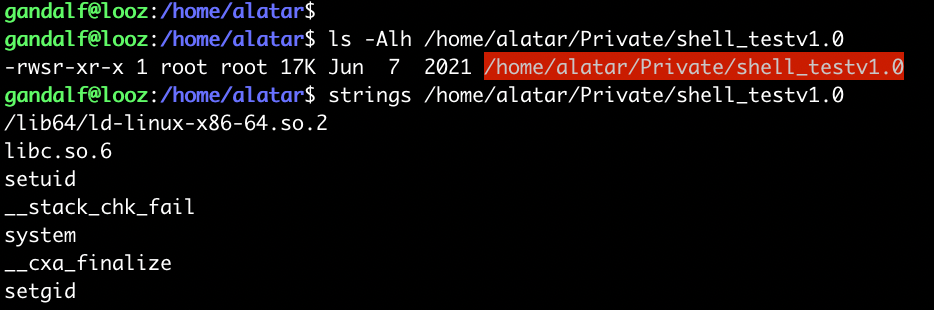 gandalf@looz:/home/alatar$
gandalf@looz:/home/alatar$ ls -Alh /home/alatar/Private/shell_testv1.0
-rwsr-xr-x 1 root root 17K Jun  7  2021 /home/alatar/Private/shell_testv1.0
gandalf@looz:/home/alatar$ strings /home/alatar/Private/shell_testv1.0
/lib64/ld-linux-x86-64.so.2
libc.so.6
setuid
__stack_chk_fail
system
__cxa_finalize
setgid